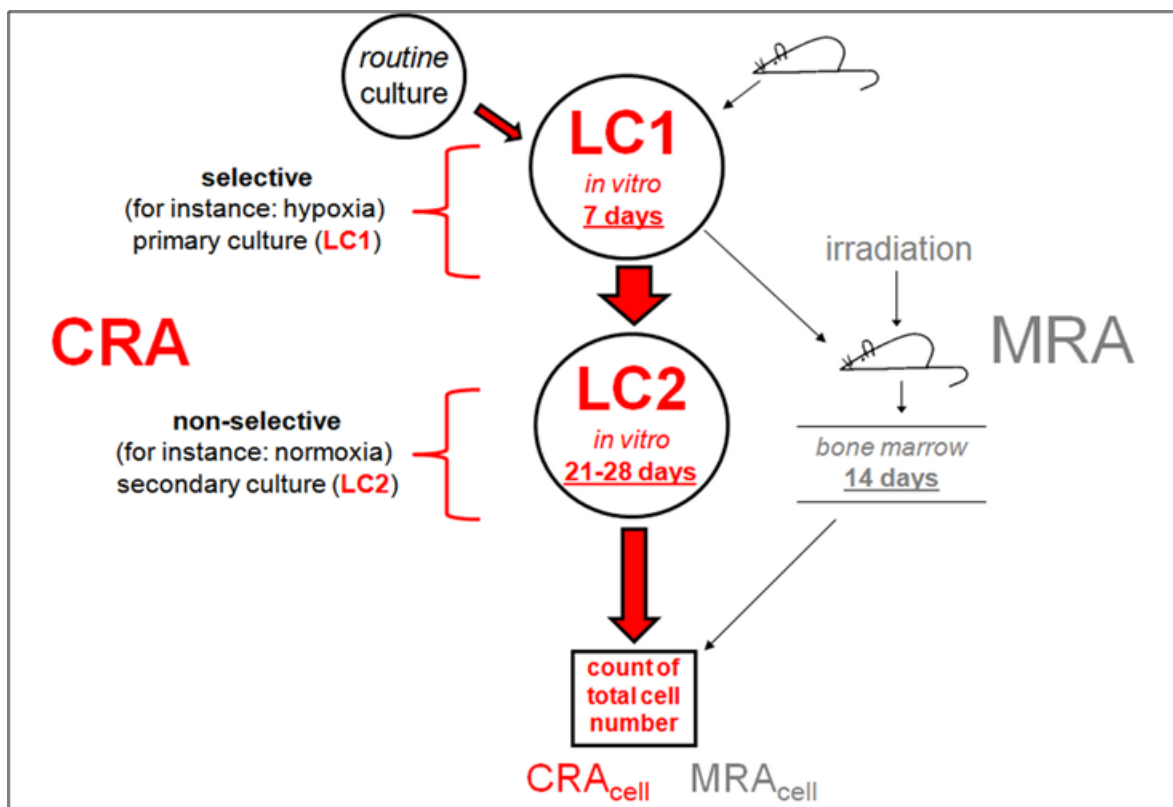 routine
culture
LC1
in vitro
7 days
selective
(for instance: hypoxia)
primary culture (LC1)
irradiation
CRA
MRA
LC2
in vitro
21-28 days
non-selective
(for instance: normoxia)
secondary culture (LC2)
bone marrow
14 days
count of
total cell
number
CRAcell
MRAcell